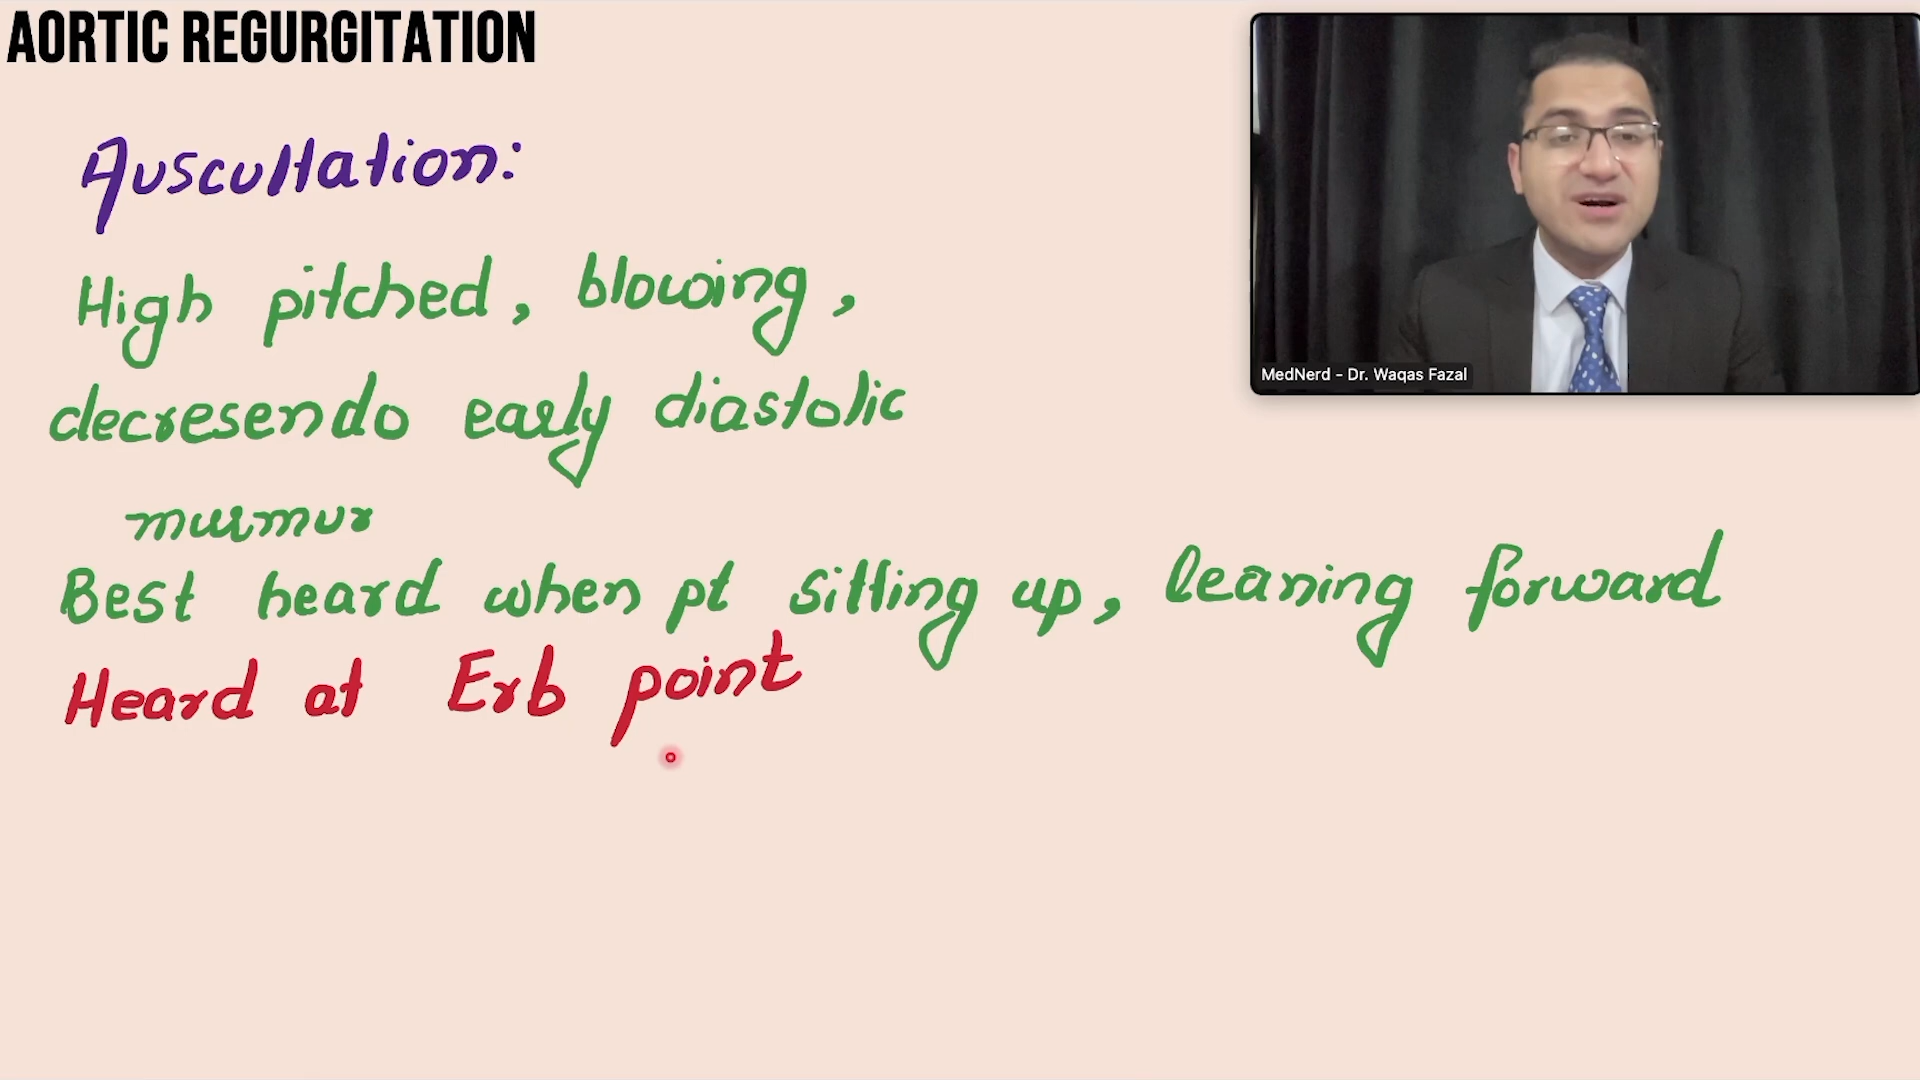 AORTIC REGURGITATION
Auscultation:
High pitched, blowing,
decresendo early diastolic
murmur
Best heard when pt sitting up, leaning forward
Heard at Erb point
MedNerd - Dr. Waqas Fazal